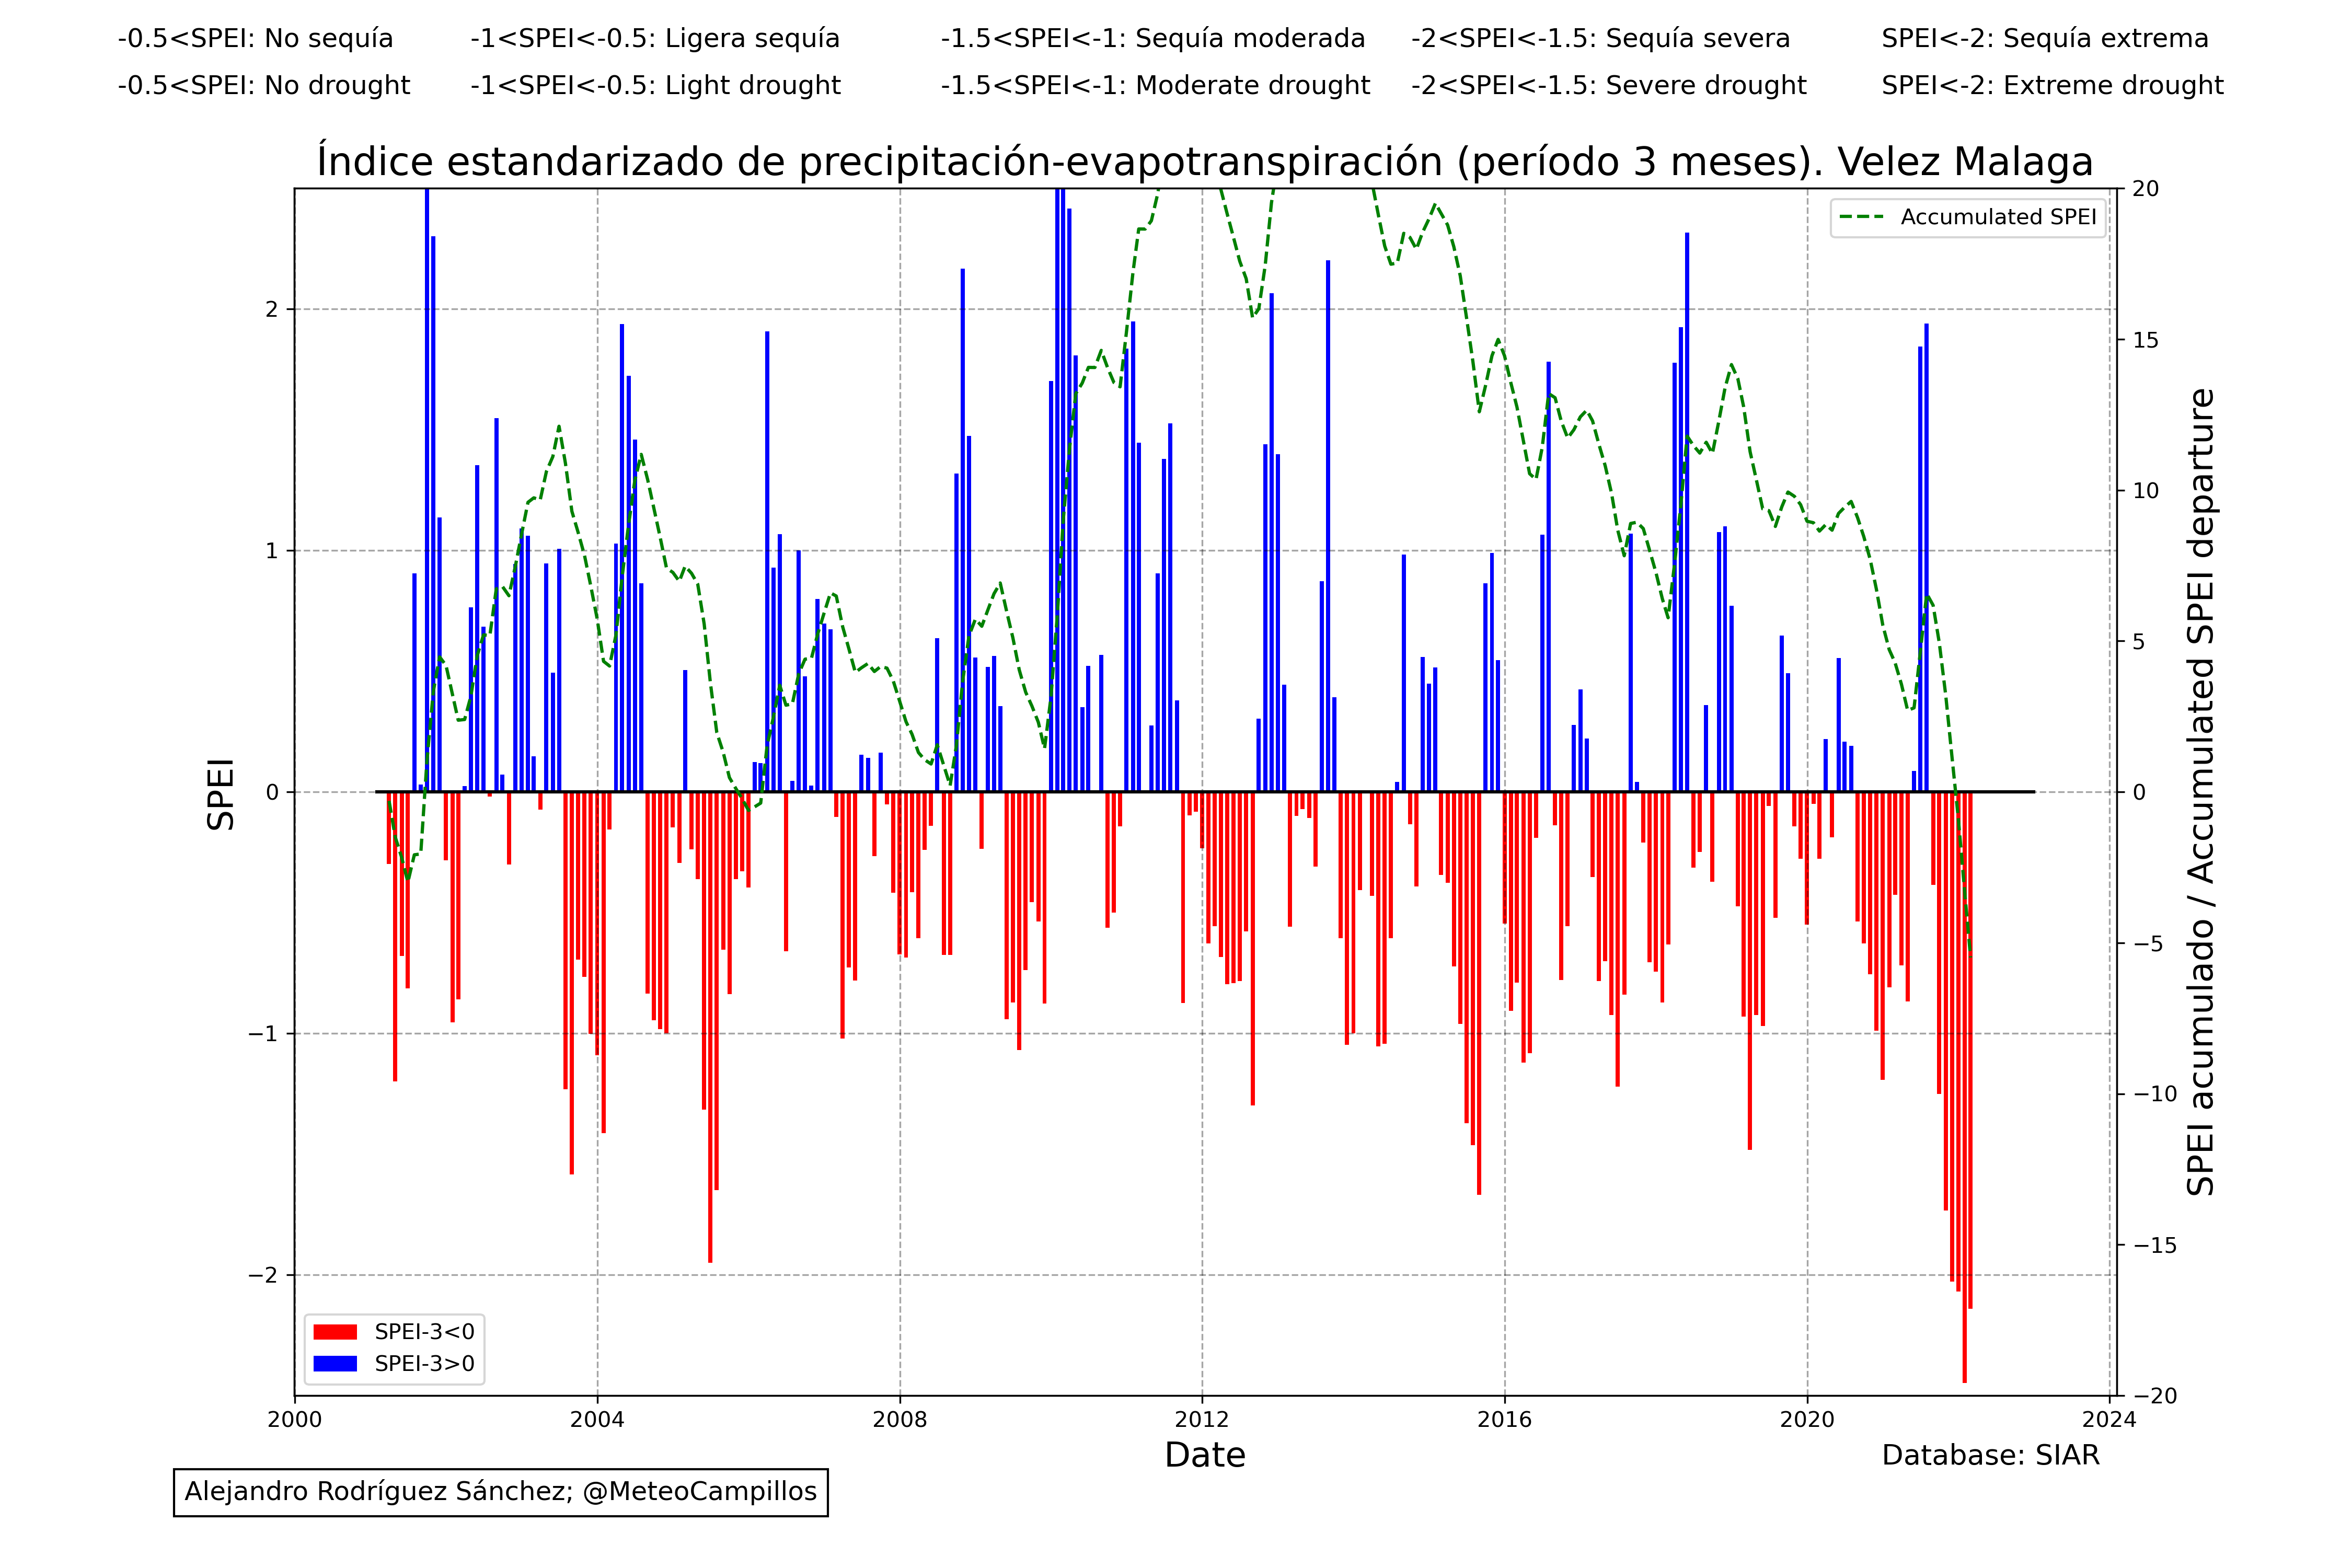 -0.5<SPEI: No sequía -1<SPEI<-0.5: Ligera sequía -1.5<SPEI<-1: Sequía moderada -2<SPEI<-1.5: Sequía severa SPEI<-2: Sequía extrema
-0.5<SPEI: No drought -1<SPEI<-0.5: Light drought -1.5<SPEI<-1: Moderate drought -2<SPEI<-1.5: Severe drought SPEI<-2: Extreme drought
Índice estandarizado de precipitación-evapotranspiración (período 3 meses). Velez Malaga
Accumulated SPEI
SPEI
2
1
0
−1
−2
20
15
10
5
0
−5
−10
−15
−20
SPEI acumulado / Accumulated SPEI departure
SPEI-3<0
SPEI-3>0
2000 2004 2008 2012 2016 2020 2024
Date
Database: SIAR
Alejandro Rodríguez Sánchez; @MeteoCampillos